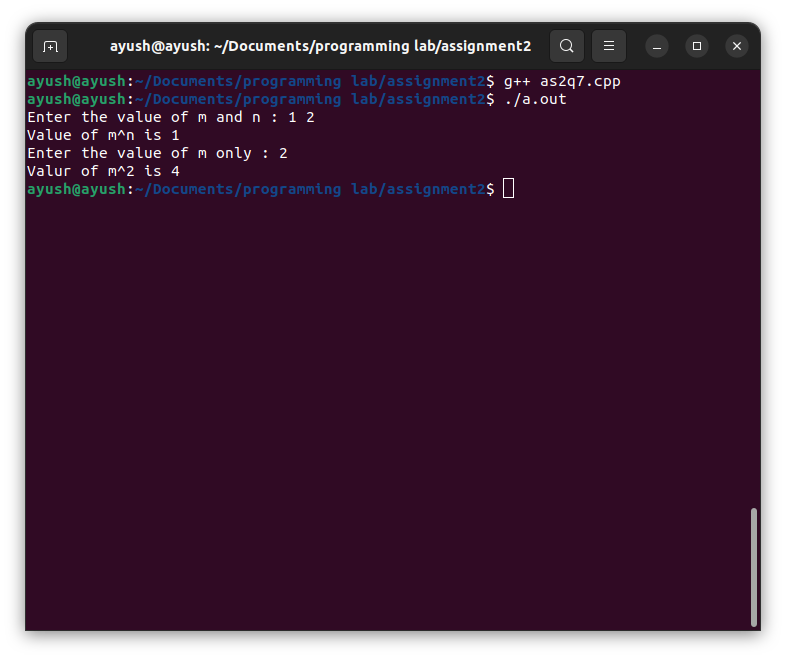 ayush@ayush: ~/Documents/programming lab/assignment2
ayush@ayush:~/Documents/programming lab/assignment2$ g++ as2q7.cpp
ayush@ayush:~/Documents/programming lab/assignment2$ ./a.out
Enter the value of m and n : 1 2
Value of m^n is 1
Enter the value of m only : 2
Valur of m^2 is 4
ayush@ayush:~/Documents/programming lab/assignment2$